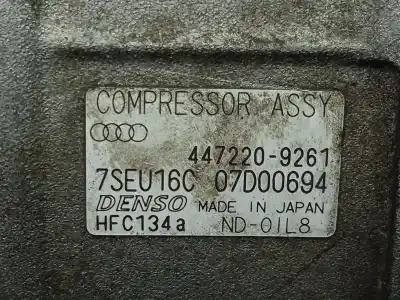 COMPRESSOR ASSY
447220-9261
7SEU16C 07D00694
DENSO MADE IN JAPAN
HFC134a ND-OIL8